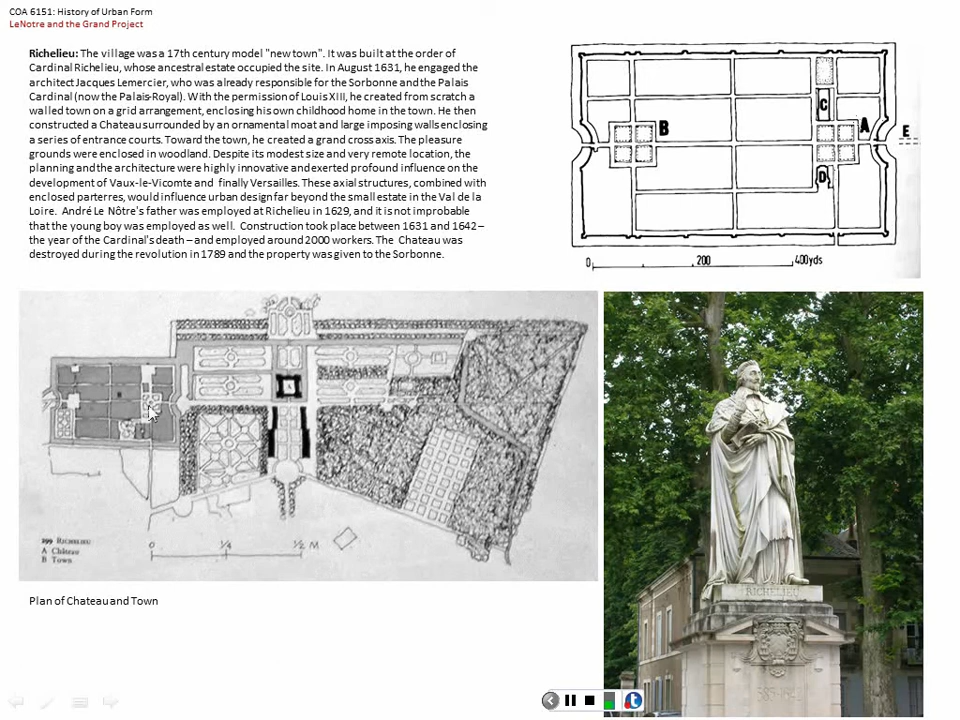 COA 6151: History of Urban Form
LeNotre and the Grand Project
Richelieu: The village was a 17th century model "new town". It was built at the order of
Cardinal Richelieu, whose ancestral estate occupied the site. In August 1631, he engaged the
architect Jacques Lemercier, who was already responsible for the Sorbonne and the Palais
Cardinal (now the Palais-Royal). With the permission of Louis XIII, he created from scratch a
walled town on a grid arrangement, enclosing his own childhood home in the town. He then
constructed a Chateau surrounded by an ornamental moat and large imposing walls enclosing
a series of entrance courts. Toward the town, he created a grand cross axis. The pleasure
grounds were enclosed in woodland. Despite its modest size and very remote location, the
planning and the architecture were highly innovative and exerted profound influence on the
development of Vaux-le-Vicomte and finally Versailles. These axial structures, combined with
enclosed parterres, would influence urban design far beyond the small estate in the Val de la
Loire. André Le Nôtre's father was employed at Richelieu in 1629, and it is not improbable
that the young boy was employed as well. Construction took place between 1631 and 1642 –
the year of the Cardinal's death – and employed around 2000 workers. The Chateau was
destroyed during the revolution in 1789 and the property was given to the Sorbonne.
C
B
A
E
D
0 200 400yds
A
B
299 RICHELIEU
A Château
B Town
0 ¼ ½ M
Plan of Chateau and Town
RICHELIEU